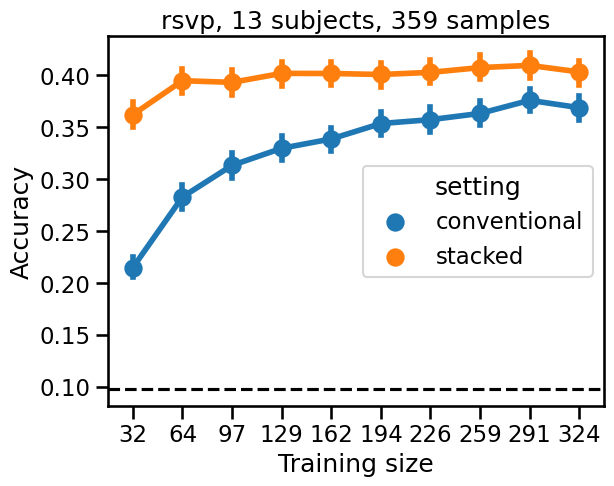 rsvp, 13 subjects, 359 samples
Accuracy
0.40
0.35
0.30
0.25
0.20
0.15
0.10
setting
conventional
stacked
32 64 97 129 162 194 226 259 291 324
Training size